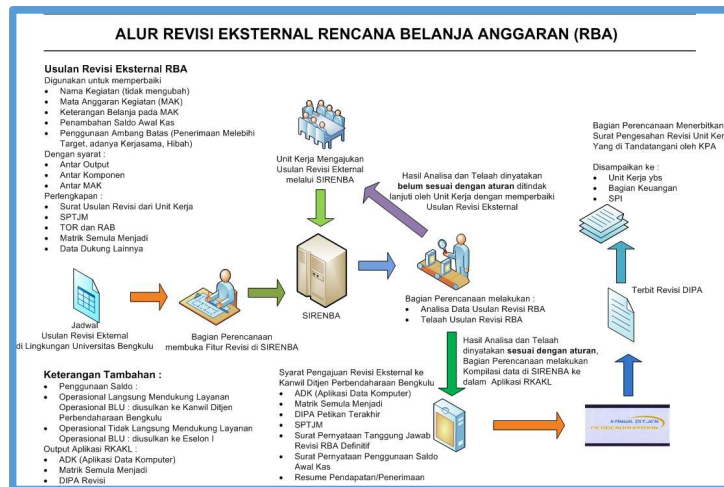 ALUR REVISI EKSTERNAL RENCANA BELANJA ANGGARAN (RBA)
Usulan Revisi Eksternal RBA
Digunakan untuk memperbaiki
• Nama Kegiatan (tidak mengubah)
• Mata Anggaran Kegiatan (MAK)
• Keterangan Belanja pada MAK
• Penambahan Saldo Awal Kas
• Penggunaan Ambang Batas (Penerimaan Melebihi
Target, adanya Kerjasama, Hibah)
Dengan syarat :
• Antar Output
• Antar Komponen
• Antar MAK
Perlengkapan :
• Surat Usulan Revisi dari Unit Kerja
• SPTJM
• TOR dan RAB
• Matrik Semula Menjadi
• Data Dukung Lainnya
Unit Kerja Mengajukan
Usulan Revisi Ekternal
melalui SIRENBA
Hasil Analisa dan Telaah dinyatakan
belum sesuai dengan aturan ditindak
lanjuti oleh Unit Kerja dengan memperbaiki
Usulan Revisi Eksternal
Bagian Perencanaan Menerbitkan
Surat Pengesahan Revisi Unit Ker
Yang di Tandatangani oleh KPA
Disampaikan ke :
• Unit Kerja ybs
• Bagian Keuangan
• SPI
Jadwal
Usulan Revisi Ekternal
di Lingkungan Universitas Bengkulu
Bagian Perencanaan
membuka Fitur Revisi di SIRENBA
SIRENBA
Bagian Perencanaan melakukan :
• Analisa Data Usulan Revisi RBA
• Telaah Usulan Revisi RBA
Terbit Revisi DIPA
Hasil Analisa dan Telaah
dinyatakan sesuai dengan aturan,
Bagian Perencanaan melakukan
Kompilasi data di SIRENBA ke
dalam Aplikasi RKAKL
Keterangan Tambahan :
• Penggunaan Saldo :
• Operasional Langsung Mendukung Layanan
Operasional BLU : diusulkan ke Kanwil Ditjen
Perbendaharaan Bengkulu
• Operasional Tidak Langsung Mendukung Layanan
Operasional BLU : diusulkan ke Eselon I
Output Aplikasi RKAKL :
• ADK (Aplikasi Data Komputer)
• Matrik Semula Menjadi
• DIPA Revisi
Syarat Pengajuan Revisi Eksternal ke
Kanwil Ditjen Perbendaharaan Bengkulu
• ADK (Aplikasi Data Komputer)
• Matrik Semula Menjadi
• DIPA Petikan Terakhir
• SPTJM
• Surat Pernyataan Tanggung Jawab
Revisi RBA Definitif
• Surat Pernyataan Penggunaan Saldo
Awal Kas
• Resume Pendapatan/Penerimaan
KANWIL DITJEN
PERBENDAHARAAN